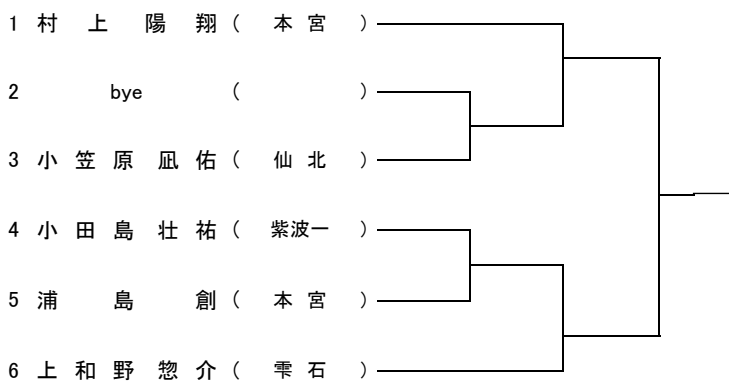 1 村 上 陽 翔 ( 本 宮 )
2 bye ( )
3 小 笠 原 凪 佑 ( 仙 北 )
4 小 田 島 壮 祐 ( 紫波一 )
5 浦 島 創 ( 本 宮 )
6 上 和 野 惣 介 ( 雫 石 )